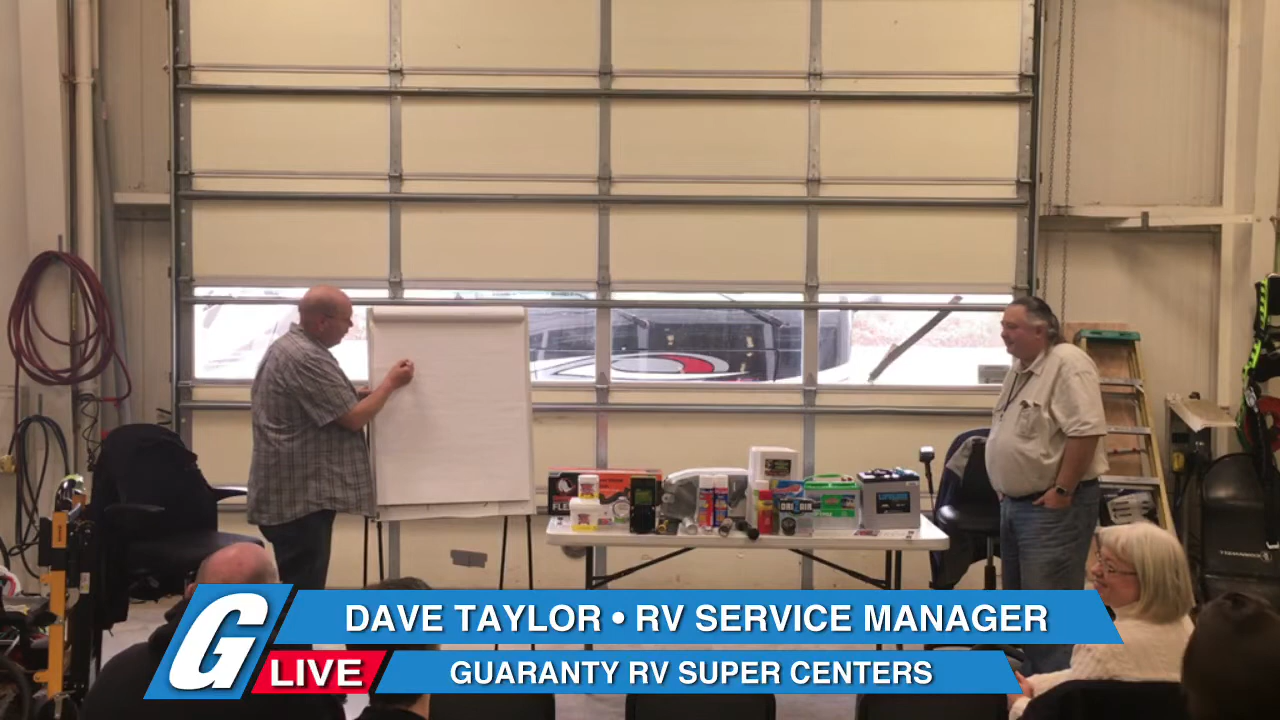 DAVE TAYLOR • RV SERVICE MANAGER
G
LIVE
GUARANTY RV SUPER CENTERS